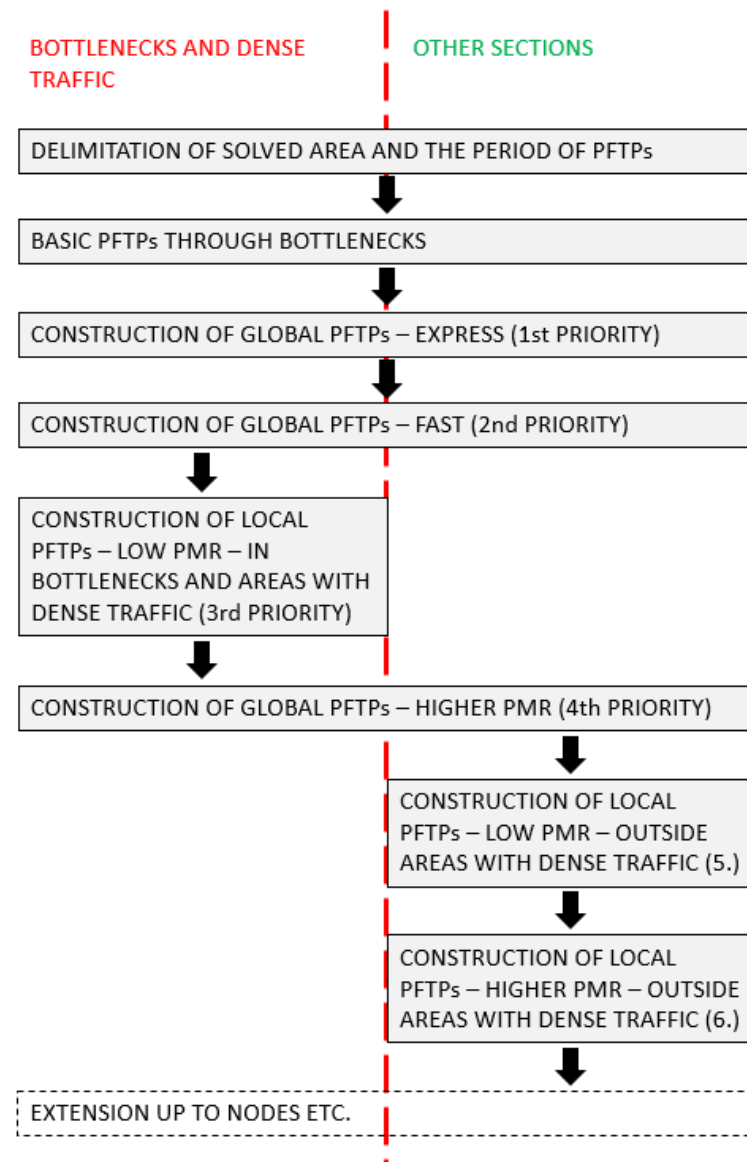 BOTTLENECKS AND DENSE
TRAFFIC
OTHER SECTIONS
DELIMITATION OF SOLVED AREA AND THE PERIOD OF PFTPs
BASIC PFTPs THROUGH BOTTLENECKS
CONSTRUCTION OF GLOBAL PFTPs – EXPRESS (1st PRIORITY)
CONSTRUCTION OF GLOBAL PFTPs – FAST (2nd PRIORITY)
CONSTRUCTION OF LOCAL
PFTPs – LOW PMR – IN
BOTTLENECKS AND AREAS WITH
DENSE TRAFFIC (3rd PRIORITY)
CONSTRUCTION OF GLOBAL PFTPs – HIGHER PMR (4th PRIORITY)
CONSTRUCTION OF LOCAL
PFTPs – LOW PMR – OUTSIDE
AREAS WITH DENSE TRAFFIC (5.)
CONSTRUCTION OF LOCAL
PFTPs – HIGHER PMR – OUTSIDE
AREAS WITH DENSE TRAFFIC (6.)
EXTENSION UP TO NODES ETC.